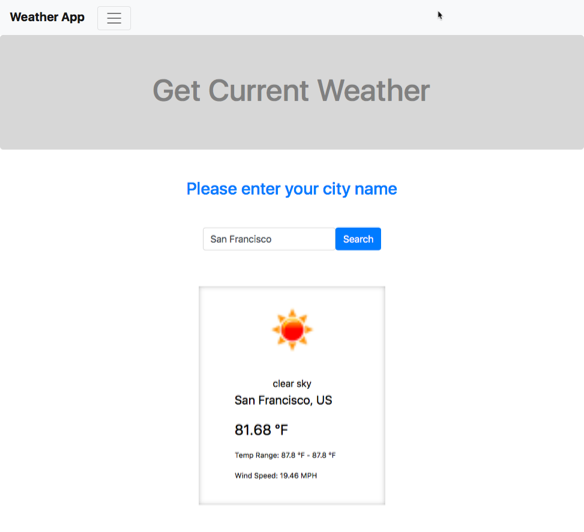 Weather App
Get Current Weather
Please enter your city name
San Francisco Search
clear sky
San Francisco, US
81.68 °F
Temp Range: 87.8 °F - 87.8 °F
Wind Speed: 19.46 MPH